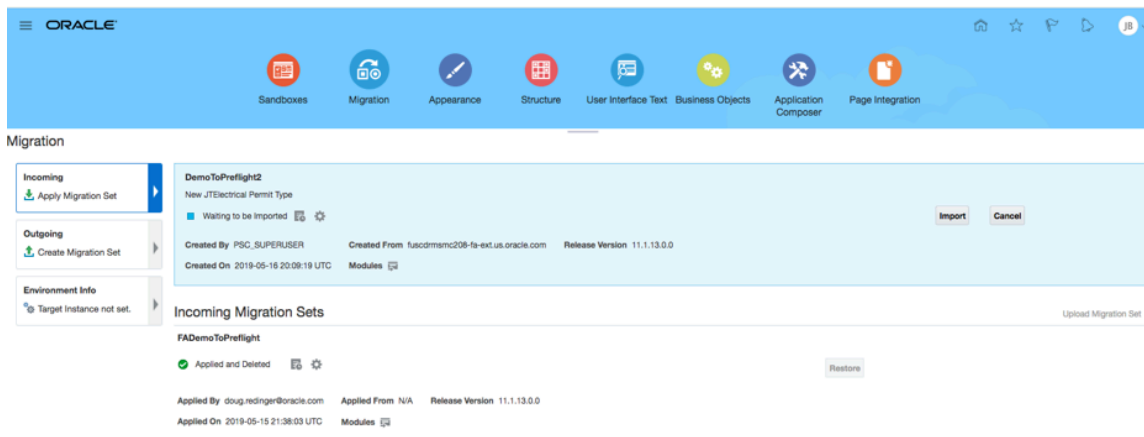 ORACLE
JB
Sandboxes
Migration
Appearance
Structure
User Interface Text
Business Objects
Application
Composer
Page Integration
Migration
Incoming
Apply Migration Set
Outgoing
Create Migration Set
Environment Info
Target Instance not set.
DemoToPreflight2
New JTElectrical Permit Type
Waiting to be Imported
Import
Cancel
Created By PSC_SUPERUSER Created From fuscdrmsmc208-fa-ext.us.oracle.com Release Version 11.1.13.0.0
Created On 2019-05-16 20:09:19 UTC Modules
Incoming Migration Sets
Upload Migration Set
FADemoToPreflight
Applied and Deleted
Restore
Applied By doug.redinger@oracle.com Applied From N/A Release Version 11.1.13.0.0
Applied On 2019-05-15 21:38:03 UTC Modules